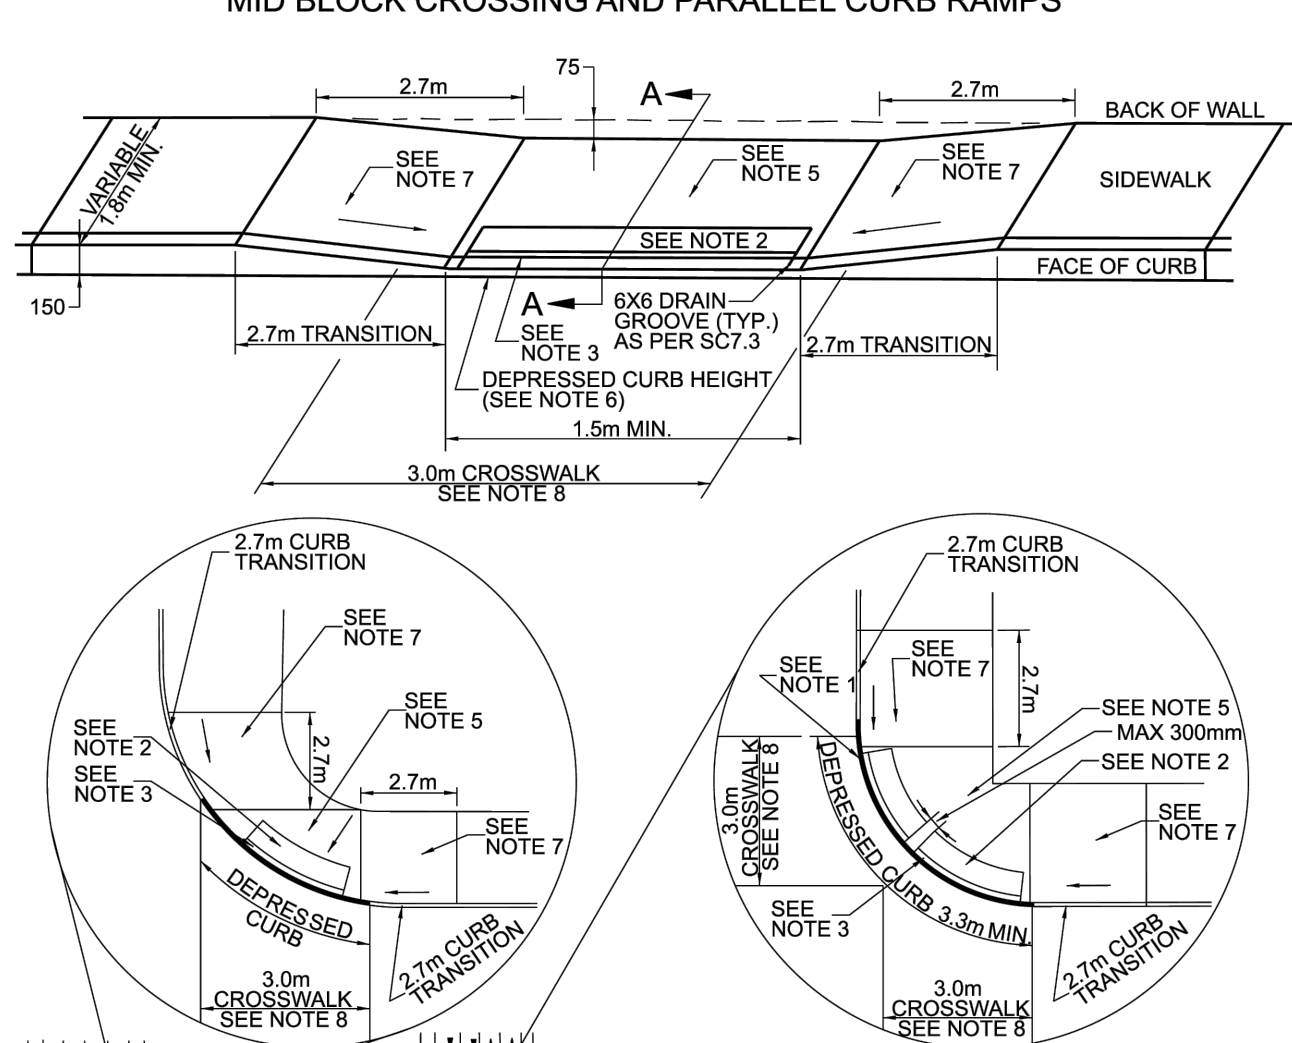 MID BLOCK CROSSING AND PARALLEL CURB RAMPS
75
2.7m
A
2.7m
BACK OF WALL
VARIABLE
1.8m MIN.
SEE
NOTE 7
SEE
NOTE 5
SEE
NOTE 7
SIDEWALK
SEE NOTE 2
FACE OF CURB
150
A
6X6 DRAIN
GROOVE (TYP.)
AS PER SC7.3
2.7m TRANSITION
SEE
NOTE 3
2.7m TRANSITION
DEPRESSED CURB HEIGHT
(SEE NOTE 6)
1.5m MIN.
3.0m CROSSWALK
SEE NOTE 8
2.7m CURB
TRANSITION
SEE
NOTE 7
SEE
NOTE 5
SEE
NOTE 2
SEE
NOTE 3
2.7m
2.7m
SEE
NOTE 7
DEPRESSED
CURB
2.7m CURB
TRANSITION
3.0m
CROSSWALK
SEE NOTE 8
2.7m CURB
TRANSITION
SEE
NOTE 1
SEE
NOTE 7
2.7m
SEE NOTE 5
MAX 300mm
SEE NOTE 2
3.0m
CROSSWALK
SEE NOTE 8
DEPRESSED CURB 3.3m MIN.
SEE
NOTE 7
SEE
NOTE 3
2.7m CURB
TRANSITION
3.0m
CROSSWALK
SEE NOTE 8